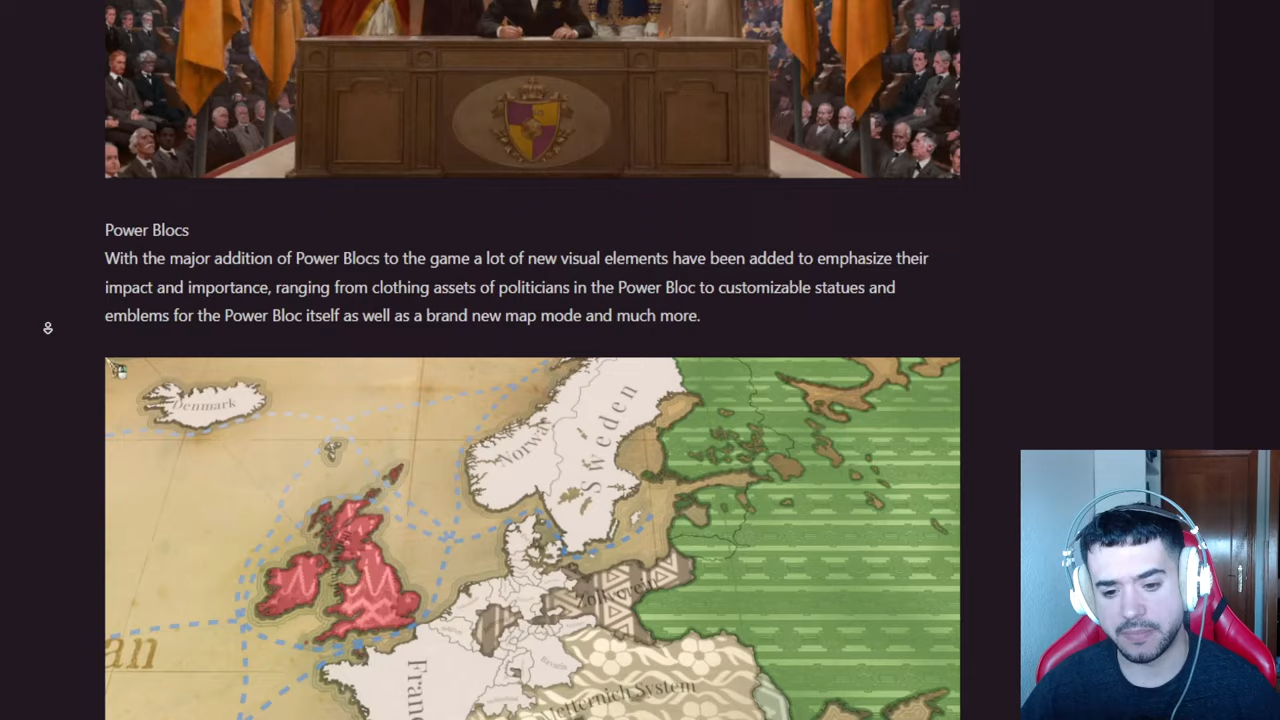 Power Blocs
With the major addition of Power Blocs to the game a lot of new visual elements have been added to emphasize their
impact and importance, ranging from clothing assets of politicians in the Power Bloc to customizable statues and
emblems for the Power Bloc itself as well as a brand new map mode and much more.
Denmark
Norwa
Sweden
Zollverein
an
Franc
Metternich System